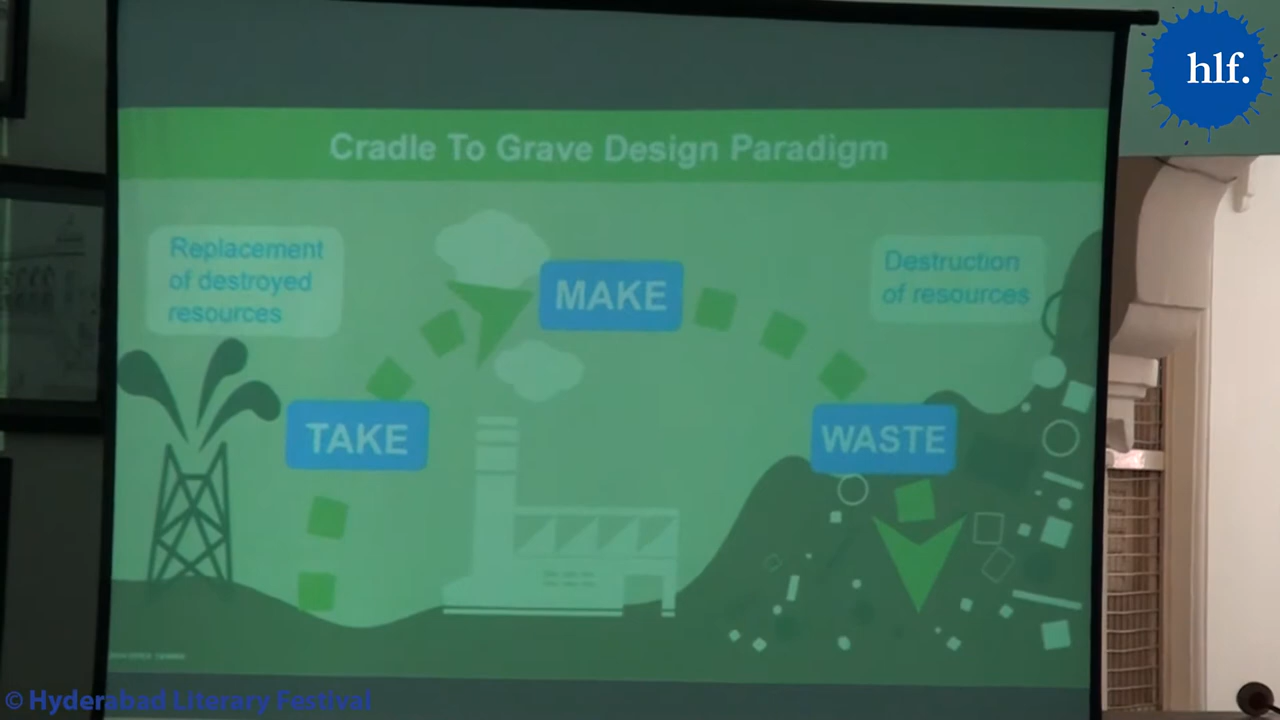 hlf.
Cradle To Grave Design Paradigm
Replacement
of destroyed
resources
MAKE
Destruction
of resources
TAKE
WASTE
© Hyderabad Literary Festival